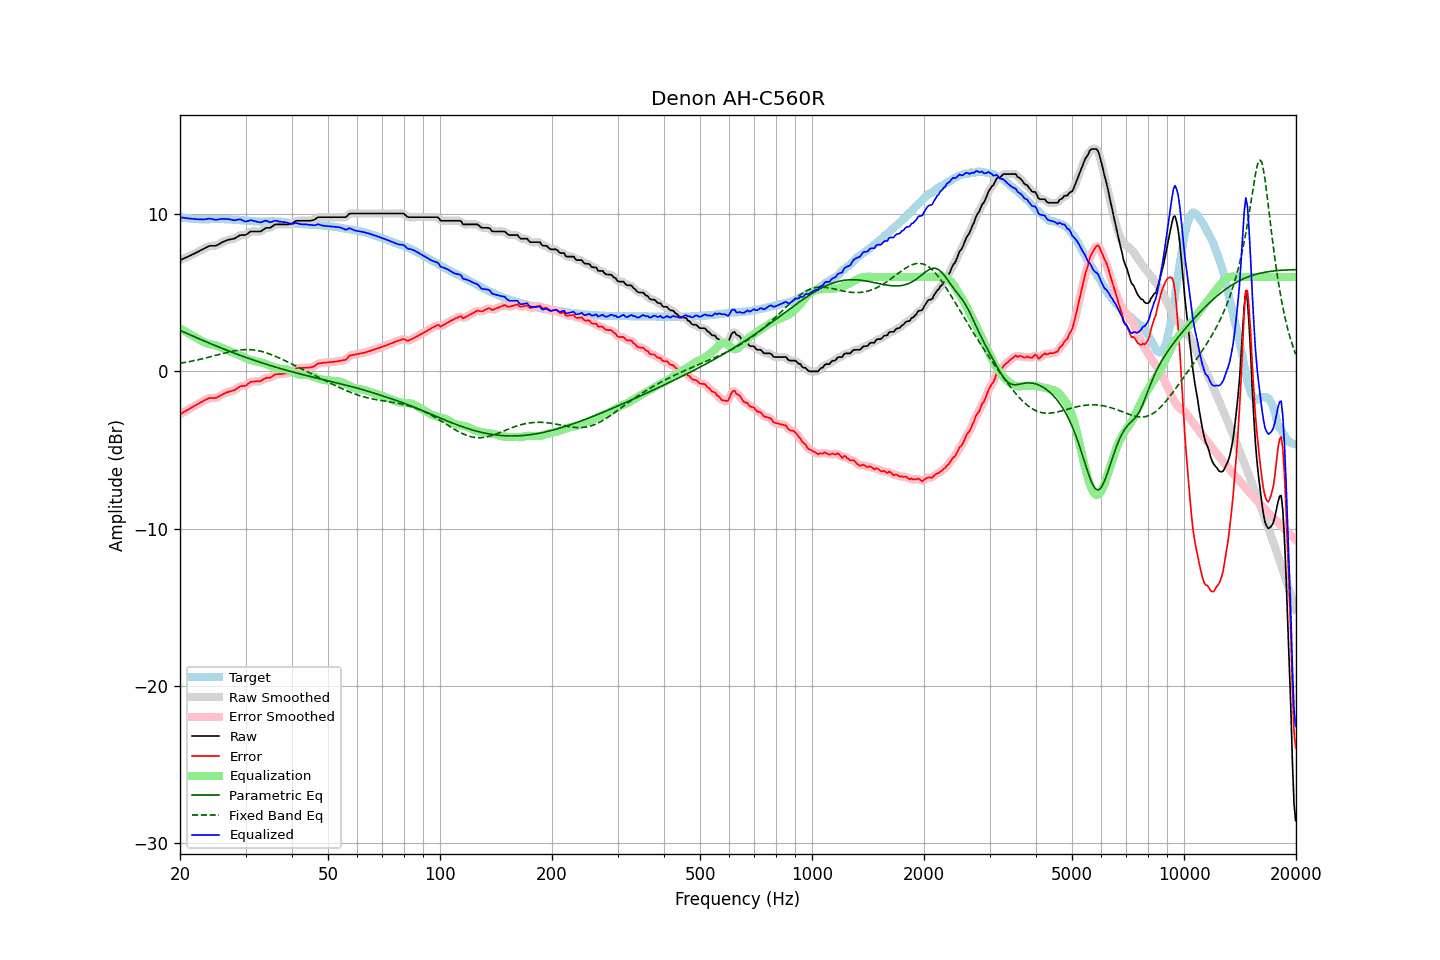 Denon AH-C560R
Amplitude (dBr)
10
0
−10
−20
−30
Target
Raw Smoothed
Error Smoothed
Raw
Error
Equalization
Parametric Eq
Fixed Band Eq
Equalized
20 50 100 200 500 1000 2000 5000 10000 20000
Frequency (Hz)